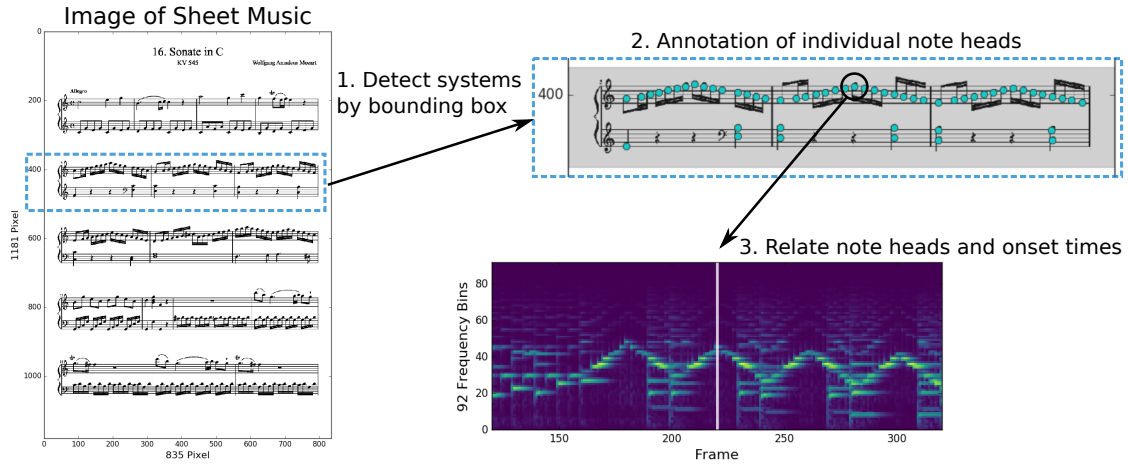 Image of Sheet Music
16. Sonate in C
KV 545
Wolfgang Amadeus Mozart
Allegro
0
200
400
600
800
1000
1181 Pixel
0 100 200 300 400 500 600 700 800
835 Pixel
1. Detect systems
by bounding box
2. Annotation of individual note heads
400
3. Relate note heads and onset times
80
60
40
20
0
92 Frequency Bins
150 200 250 300
Frame